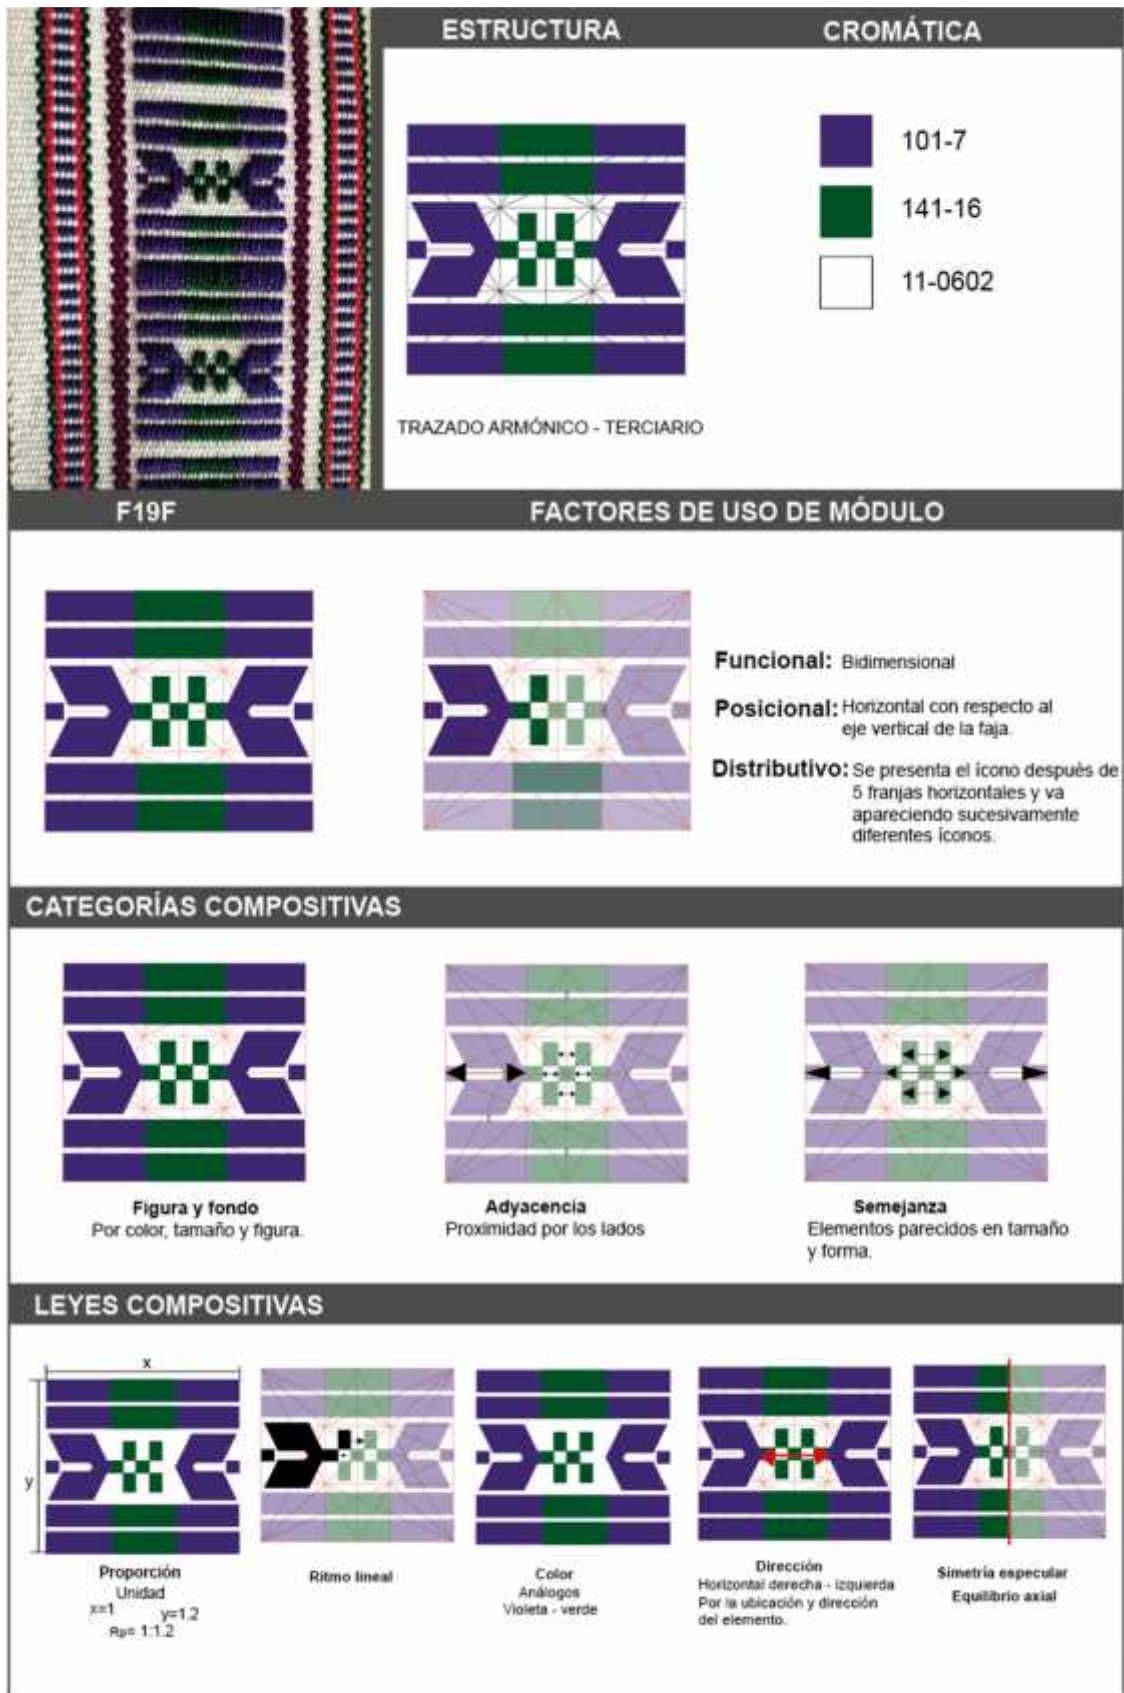 ESTRUCTURA
CROMÁTICA
101-7
141-16
11-0602
TRAZADO ARMÓNICO - TERCIARIO
F19F
FACTORES DE USO DE MÓDULO
Funcional: Bidimensional
Posicional: Horizontal con respecto al
eje vertical de la faja.
Distributivo: Se presenta el ícono después de
5 franjas horizontales y va
apareciendo sucesivamente
diferentes íconos.
CATEGORÍAS COMPOSITIVAS
Figura y fondo
Por color, tamaño y figura.
Adyacencia
Proximidad por los lados
Semejanza
Elementos parecidos en tamaño
y forma.
LEYES COMPOSITIVAS
x
y
Proporción
Unidad
x=1 y=1.2
Rp= 1:1.2
Ritmo lineal
Color
Análogos
Violeta - verde
Dirección
Horizontal derecha - izquierda
Por la ubicación y dirección
del elemento.
Simetría especular
Equilibrio axial